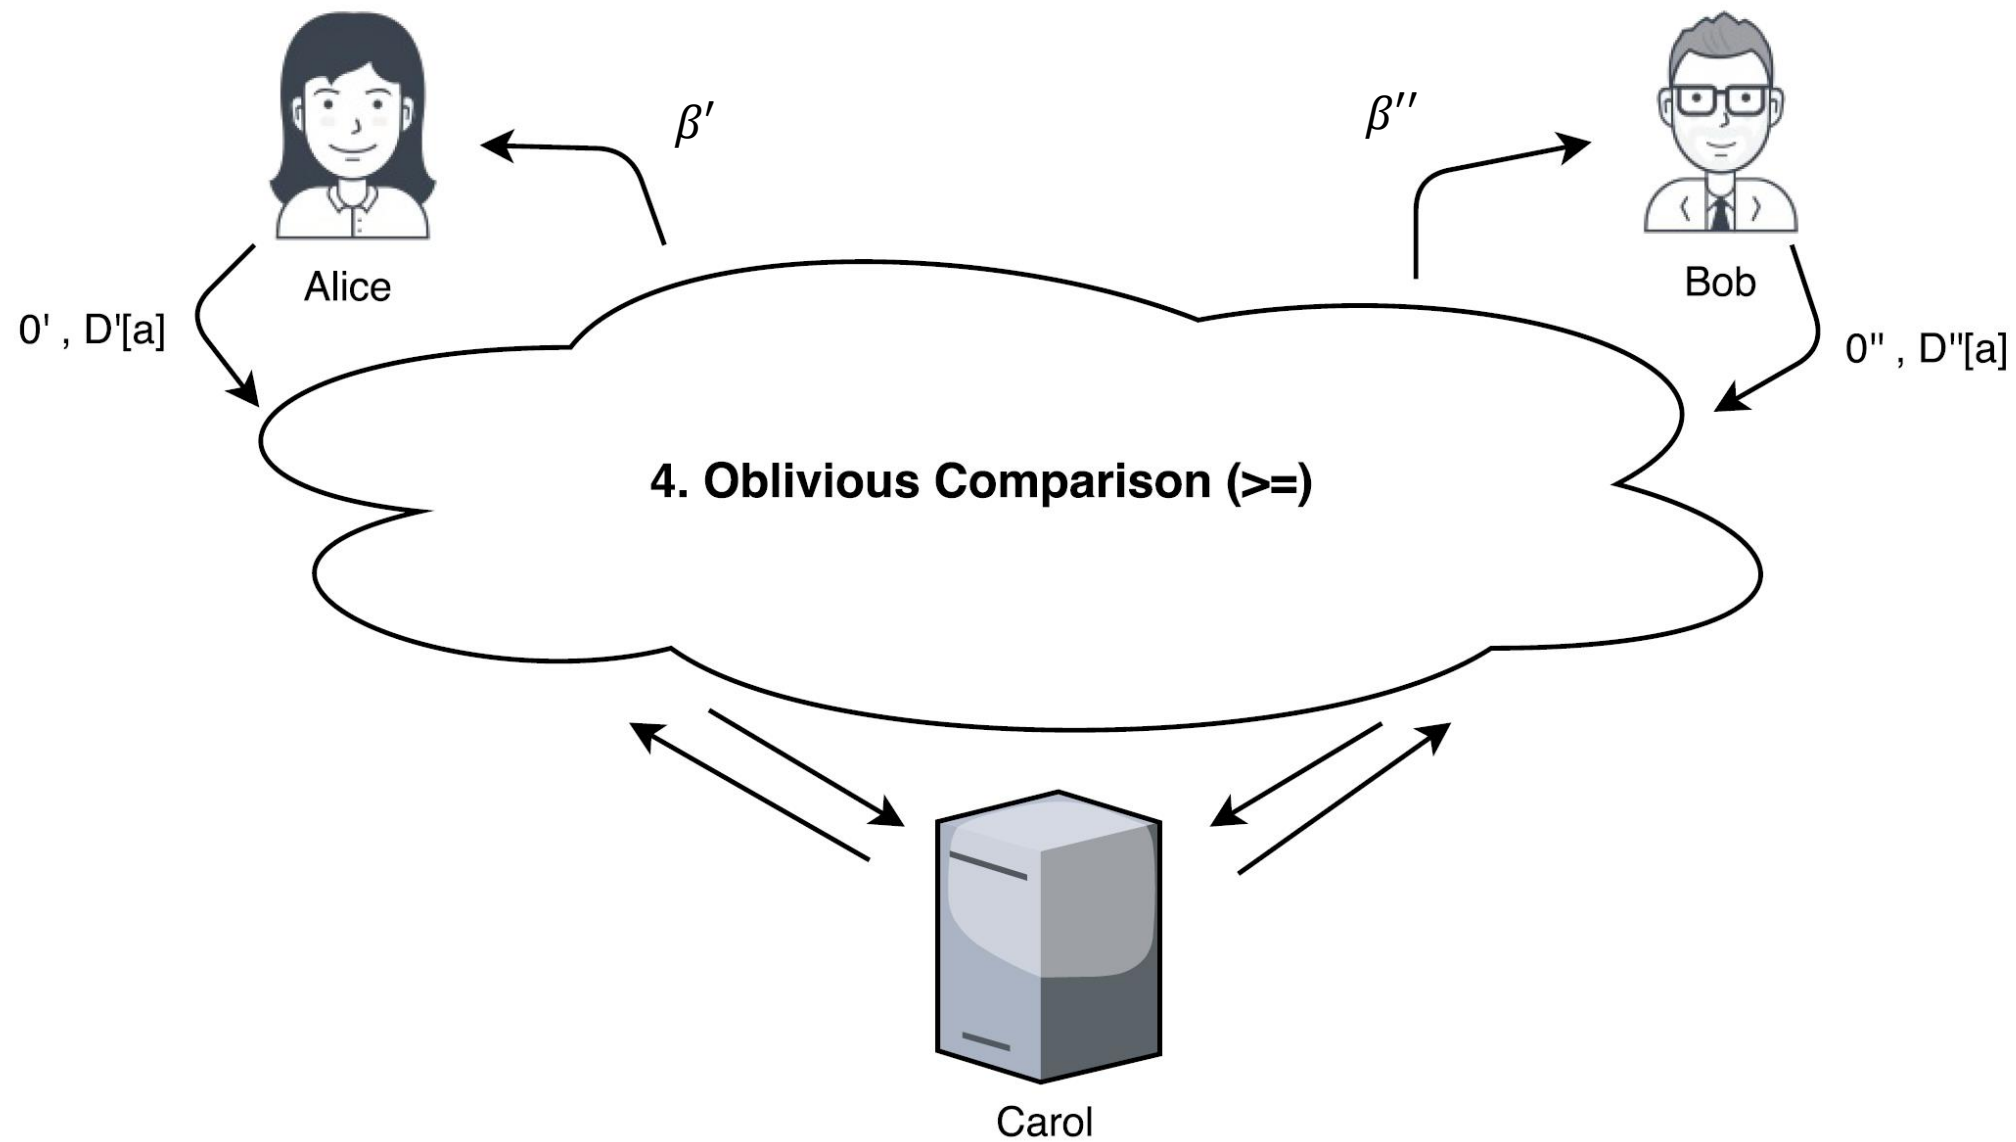 β′
β′′
Alice
Bob
0' , D'[a]
0" , D"[a]
4. Oblivious Comparison (>=)
Carol